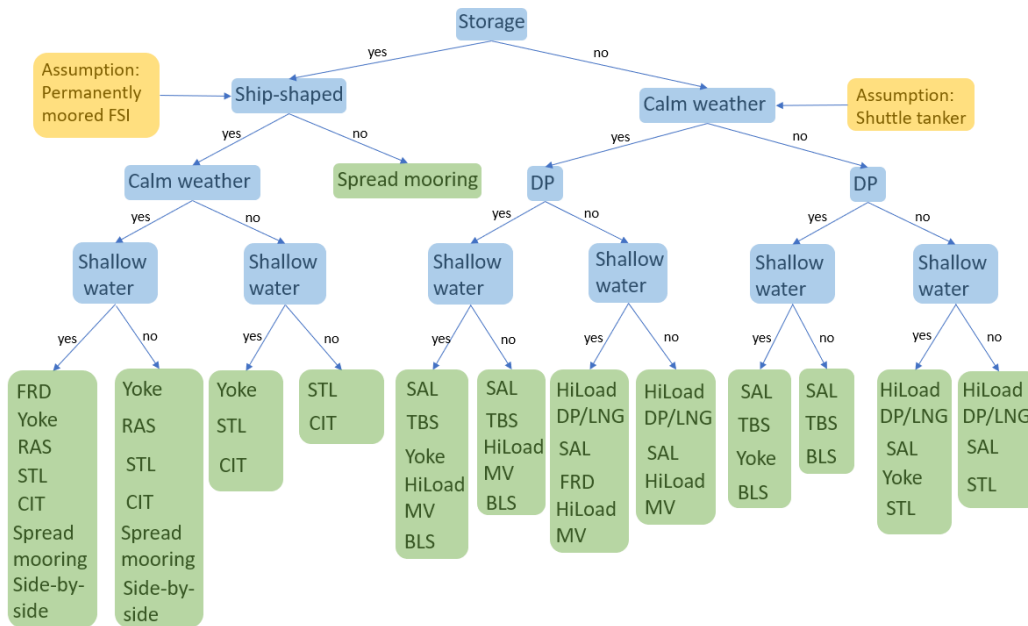 Storage
yes
no
Assumption:
Permanently
moored FSI
Ship-shaped
Calm weather
Assumption:
Shuttle tanker
yes
no
yes
no
Calm weather
Spread mooring
DP
DP
yes
no
yes
no
yes
no
Shallow
water
Shallow
water
Shallow
water
Shallow
water
Shallow
water
Shallow
water
yes
no
yes
no
yes
no
yes
no
yes
no
yes
no
FRD
Yoke
RAS
STL
CIT
Spread
mooring
Side-by-
side
Yoke
RAS
STL
CIT
Spread
mooring
Side-by-
side
Yoke
STL
CIT
STL
CIT
SAL
TBS
Yoke
HiLoad
MV
BLS
SAL
TBS
HiLoad
MV
BLS
HiLoad
DP/LNG
SAL
FRD
HiLoad
MV
HiLoad
DP/LNG
SAL
HiLoad
MV
SAL
TBS
Yoke
BLS
SAL
TBS
BLS
HiLoad
DP/LNG
SAL
Yoke
STL
HiLoad
DP/LNG
SAL
STL